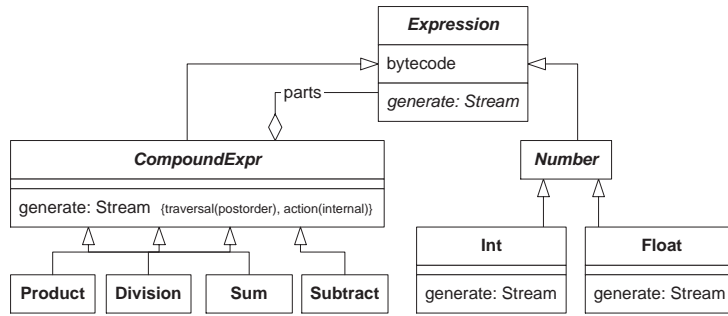 Expression
bytecode
parts
generate: Stream
CompoundExpr
Number
generate: Stream {traversal(postorder), action(internal)}
Int
Float
generate: Stream
generate: Stream
Product
Division
Sum
Subtract